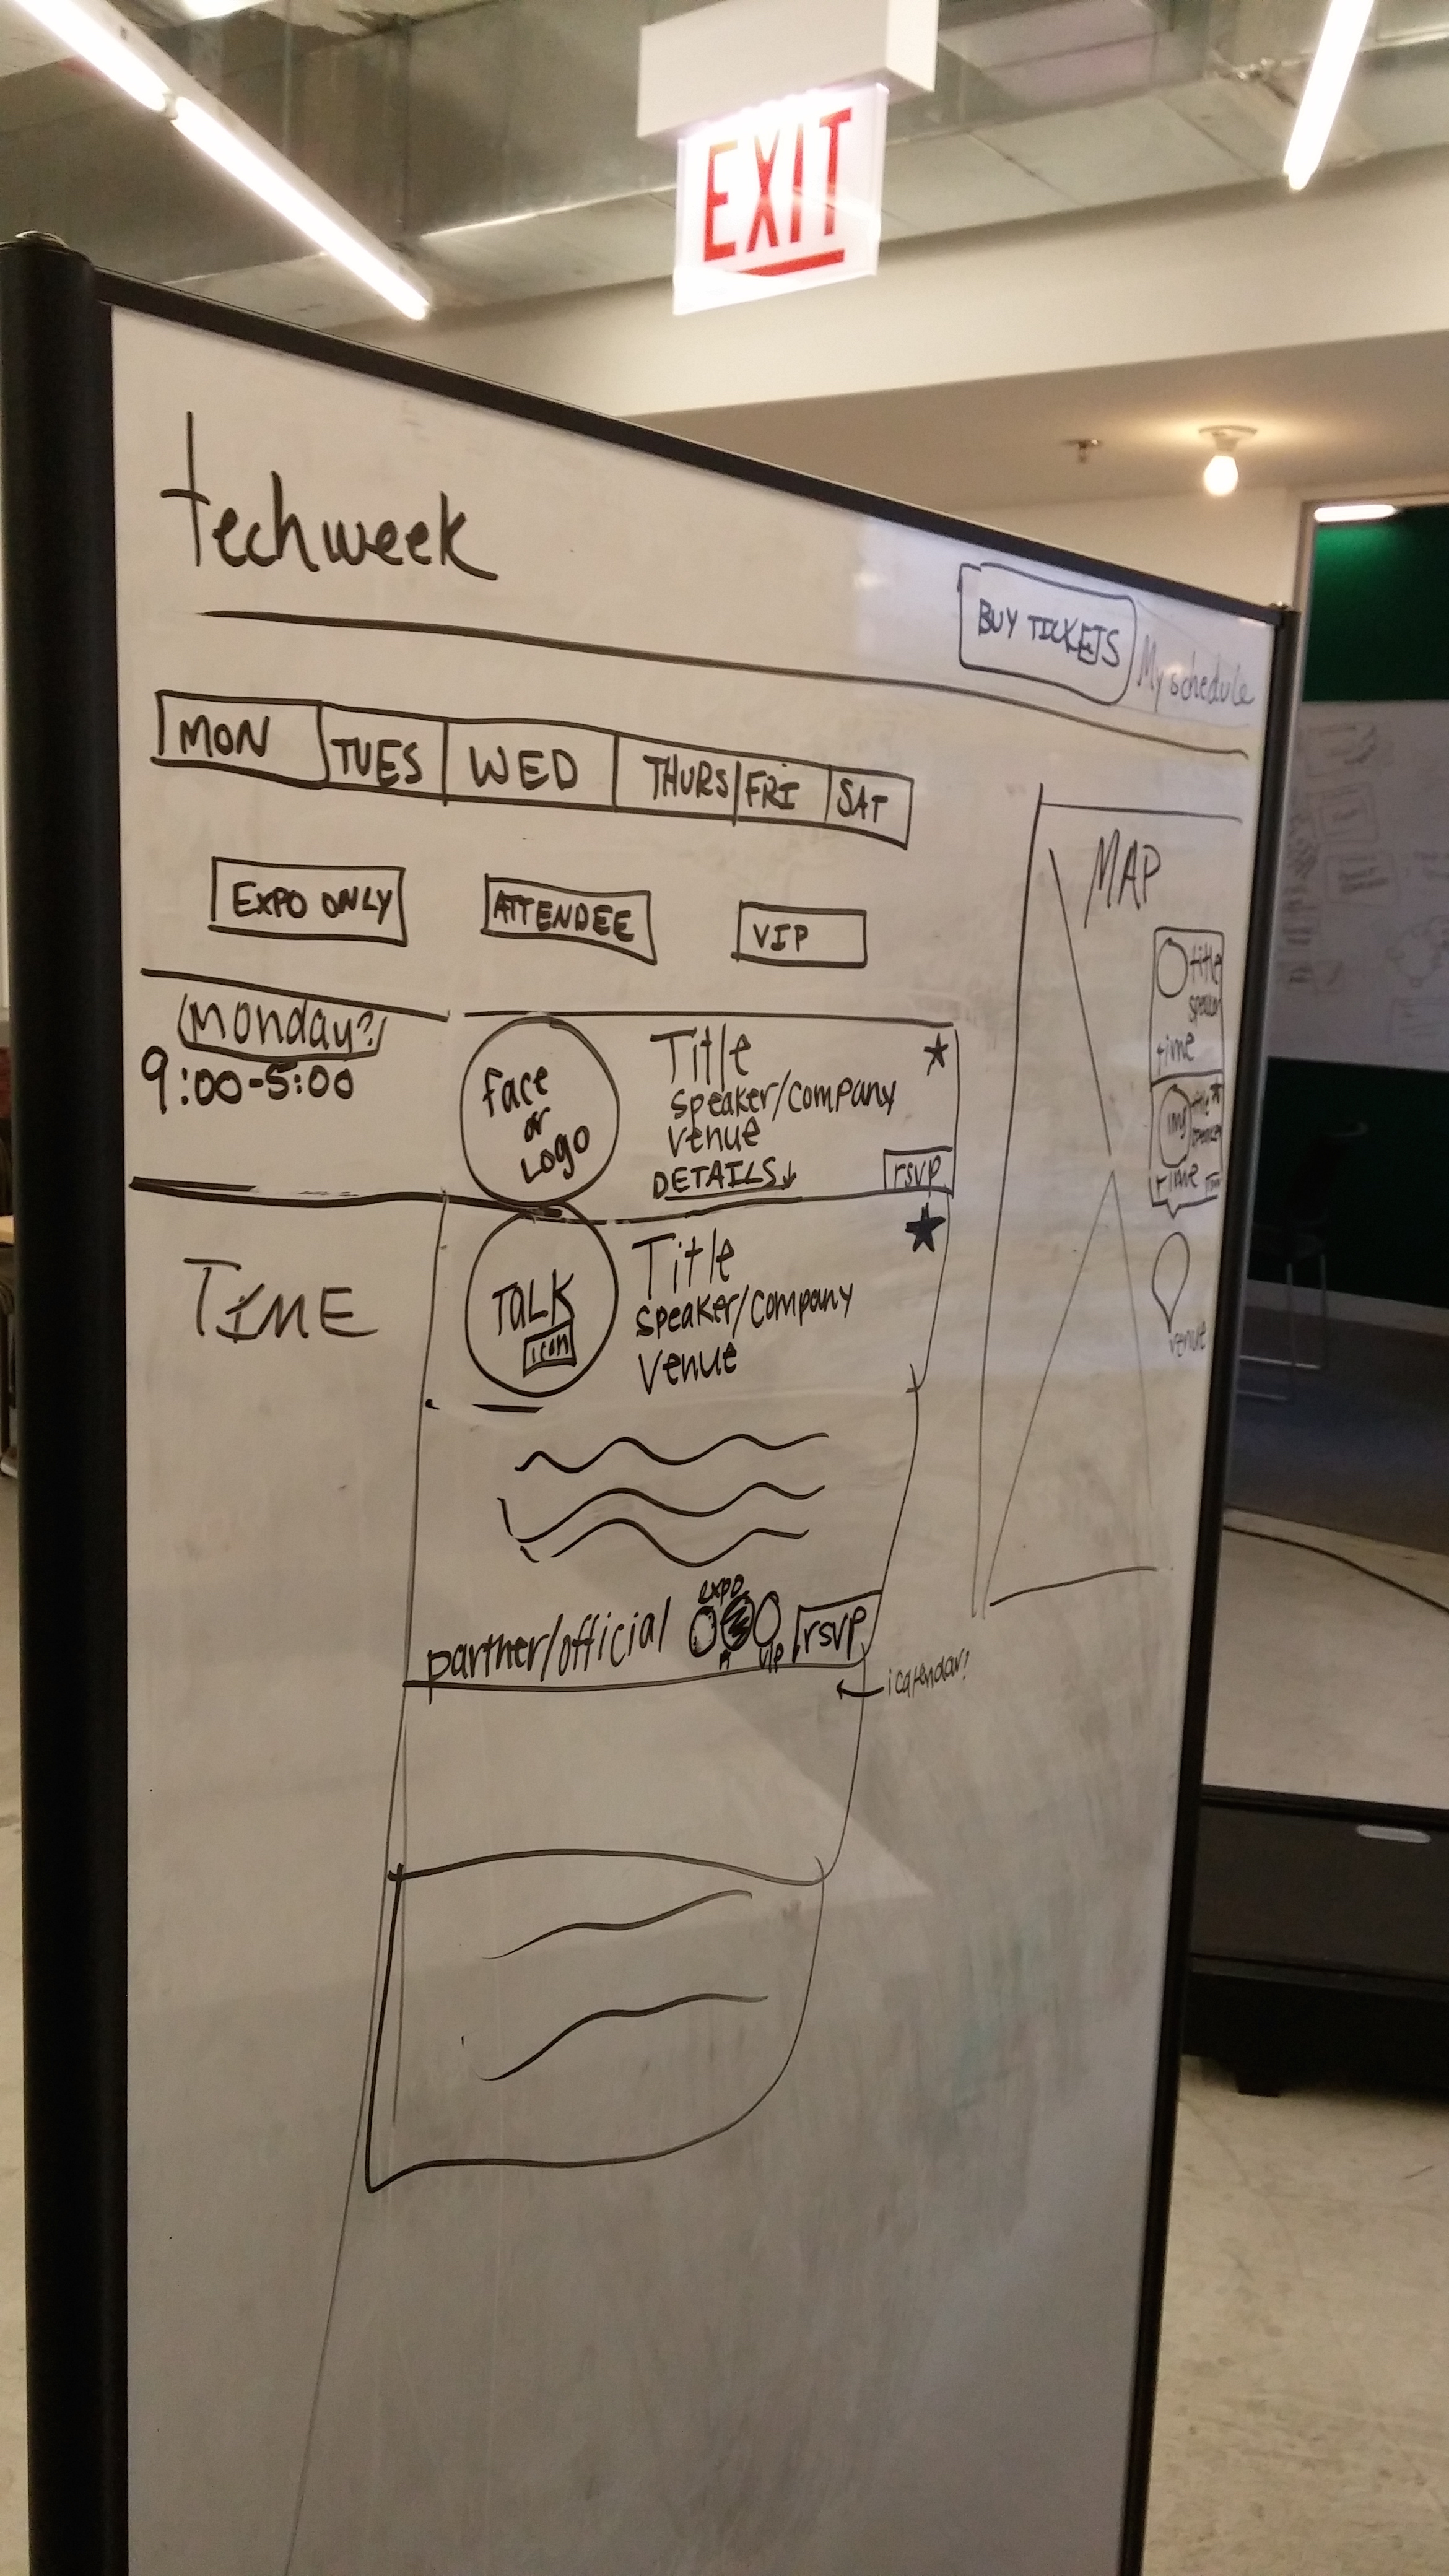 EXIT
techweek
BUY TICKETS
My schedule
MON TUES WED THURS FRI SAT
EXPO ONLY ATTENDEE VIP
MAP
(Monday?)
9:00-5:00
face
or
LOGO
Title
speaker/company
venue
DETAILS↓
rsvp
title
speaker
time
img
title
speaker
time
venue
TIME
TALK
icon
Title
speaker/company
venue
partner/official
expo
vip
rsvp
icalendar?